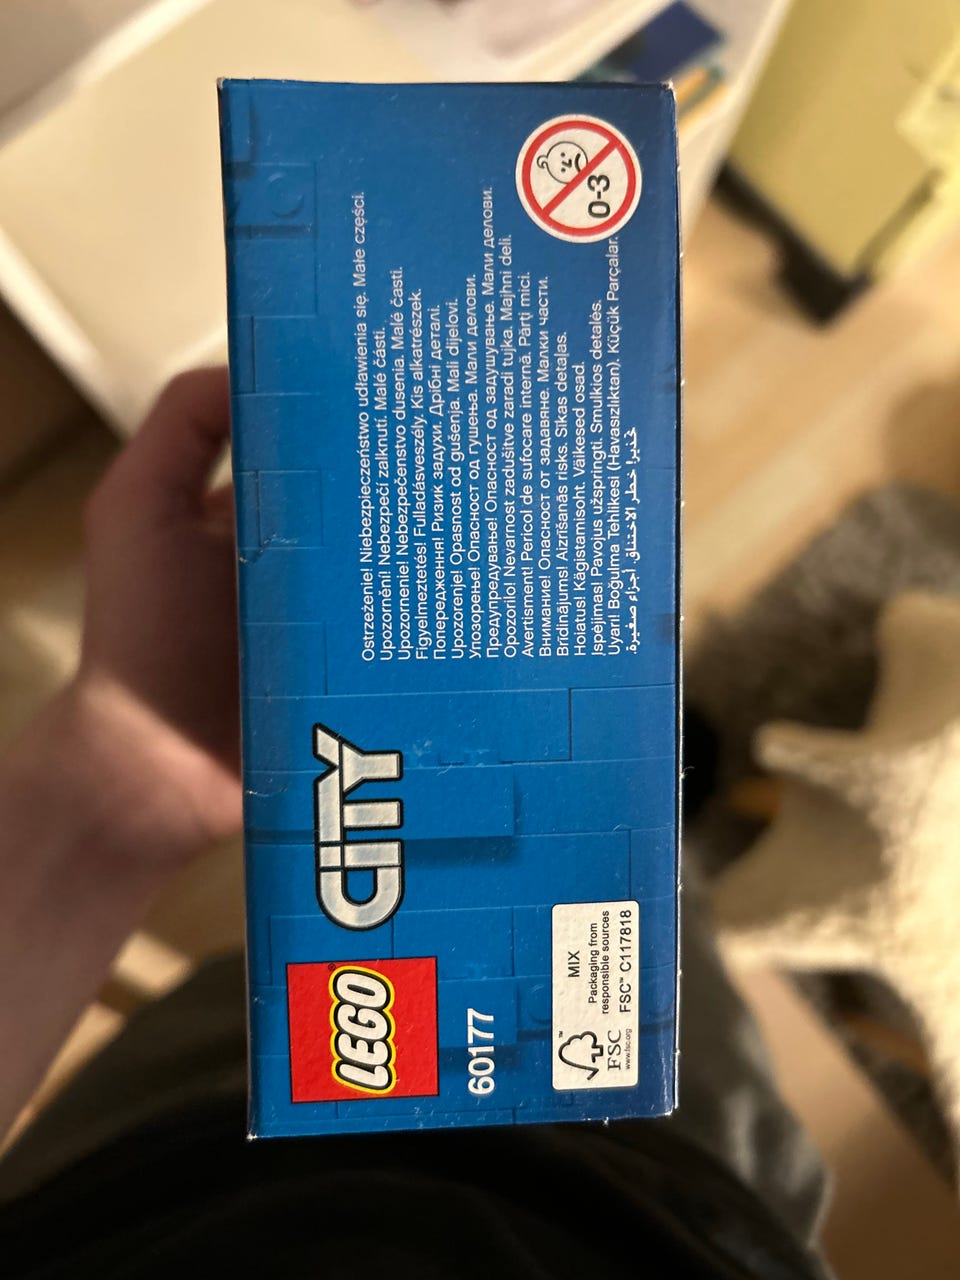 LEGO®
CITY
60177
Ostrzeżenie! Niebezpieczeństwo udławienia się. Małe części.
Upozornění! Nebezpečí zalknutí. Malé části.
Upozornenie! Nebezpečenstvo dusenia. Malé časti.
Figyelmeztetés! Fulladásveszély. Kis alkatrészek.
Попередження! Ризик задухи. Дрібні деталі.
Upozorenje! Opasnost od gušenja. Mali dijelovi.
Упозорење! Опасност од гушења. Мали делови.
Предупредување! Опасност од задушување. Мали делови.
Opozorilo! Nevarnost zadušitve zaradi tujka. Majhni deli.
Avertisment! Pericol de sufocare internă. Părţi mici.
Внимание! Опасност от задавяне. Малки части.
Brīdinājums! Aizrīšanās risks. Sīkas detaļas.
Hoiatus! Kägistamisoht. Väikesed osad.
Įspėjimas! Pavojus užspringti. Smulkios detalės.
Uyarı! Boğulma Tehlikesi (Havasızlıktan). Küçük Parçalar.
تحذير! خطر الاختناق. أجزاء صغيرة.
0-3
FSC™
www.fsc.org
MIX
Packaging from
responsible sources
FSC™ C117818